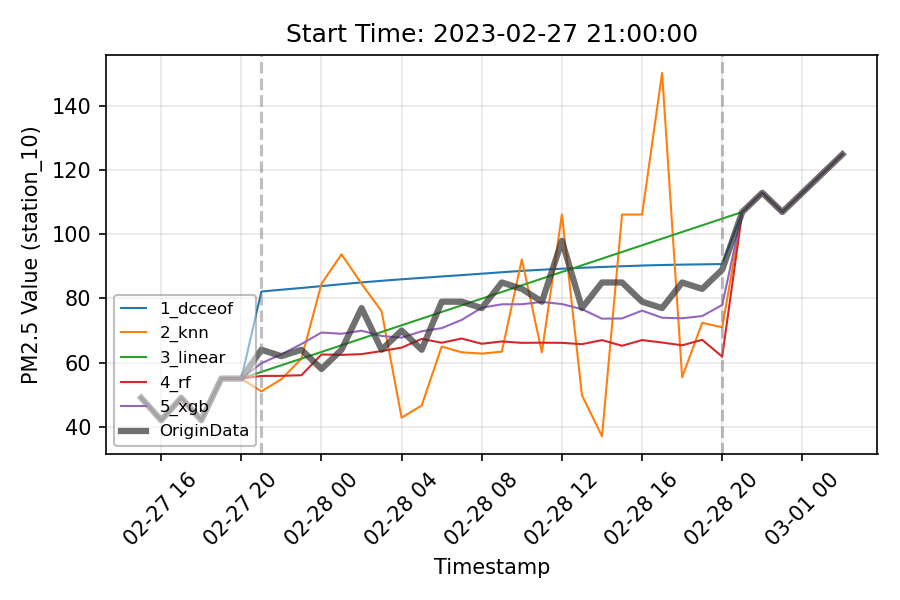 Start Time: 2023-02-27 21:00:00
PM2.5 Value (station_10)
140
120
100
80
60
40
1_dcceof
2_knn
3_linear
4_rf
5_xgb
OriginData
02-27 16
02-27 20
02-28 00
02-28 04
02-28 08
02-28 12
02-28 16
02-28 20
03-01 00
Timestamp